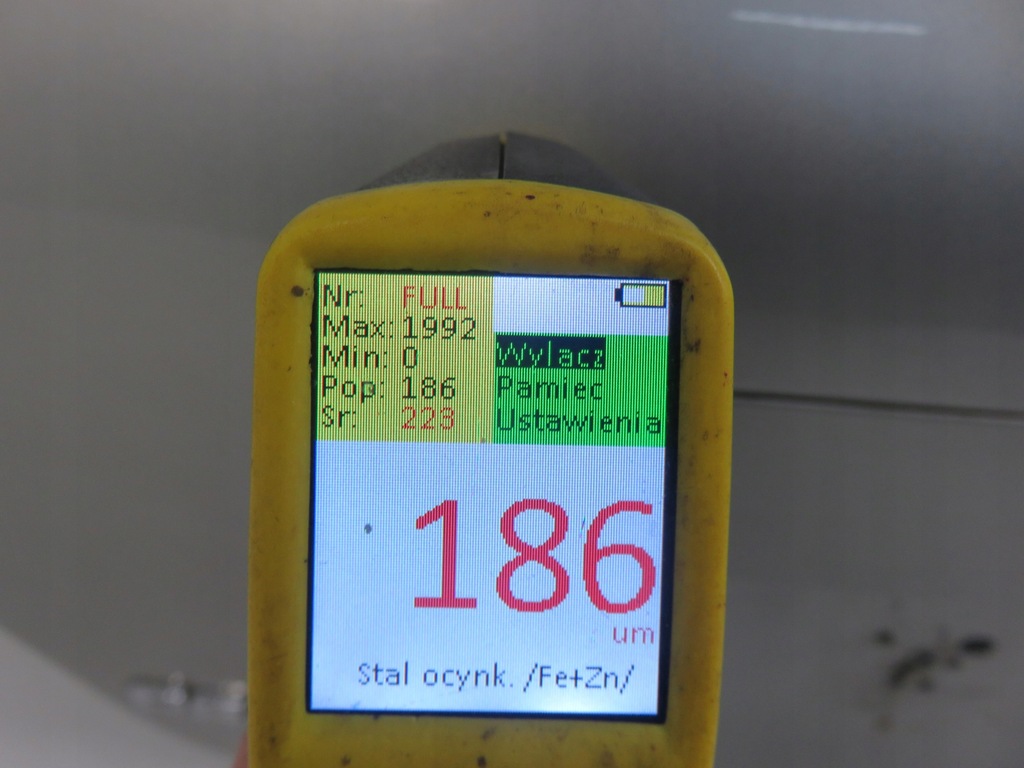 Nr: FULL
Max: 1992
Min: 0
Pop: 186
Sr: 223
Wylacz
Pamiec
Ustawienia
186
um
Stal ocynk. /Fe+Zn/